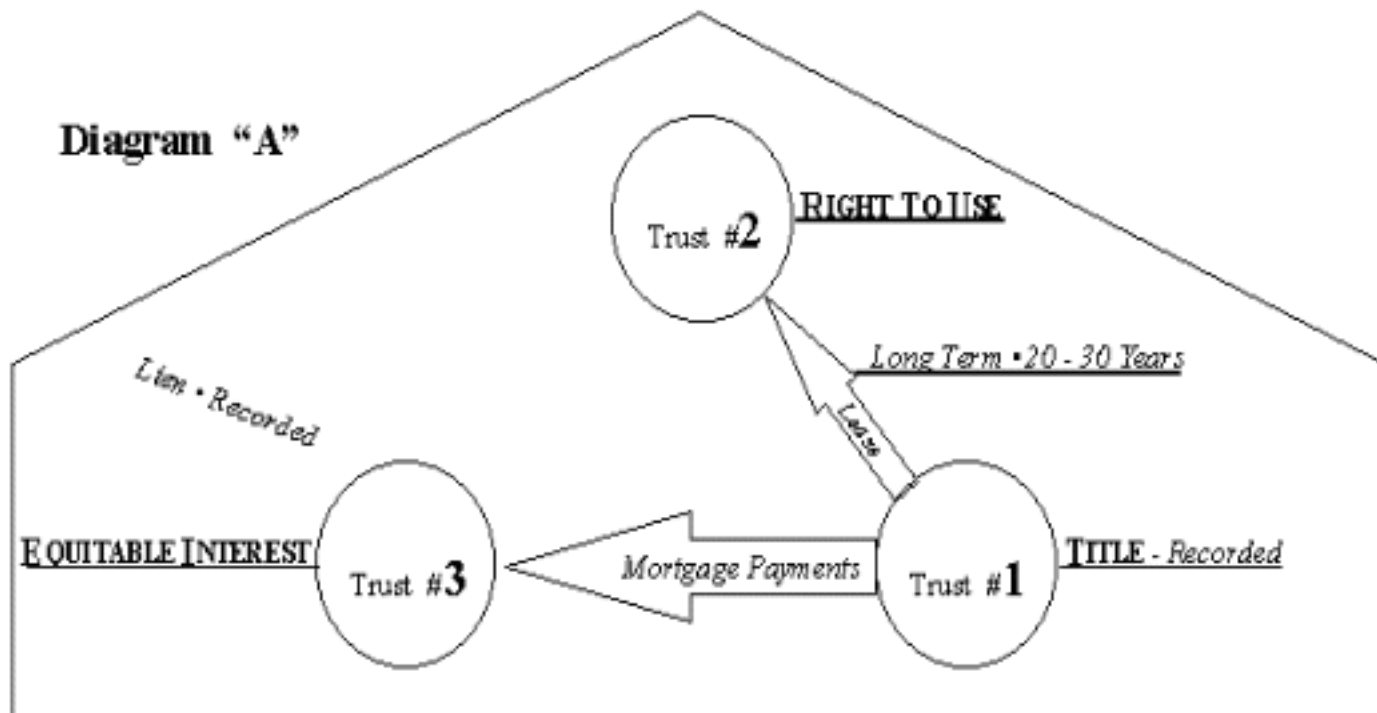 Diagram “A”
Trust #2
RIGHT TO USE
Long Term • 20 - 30 Years
Lien • Recorded
Lease
EQUITABLE INTEREST
Trust #3
Mortgage Payments
Trust #1
TITLE - Recorded